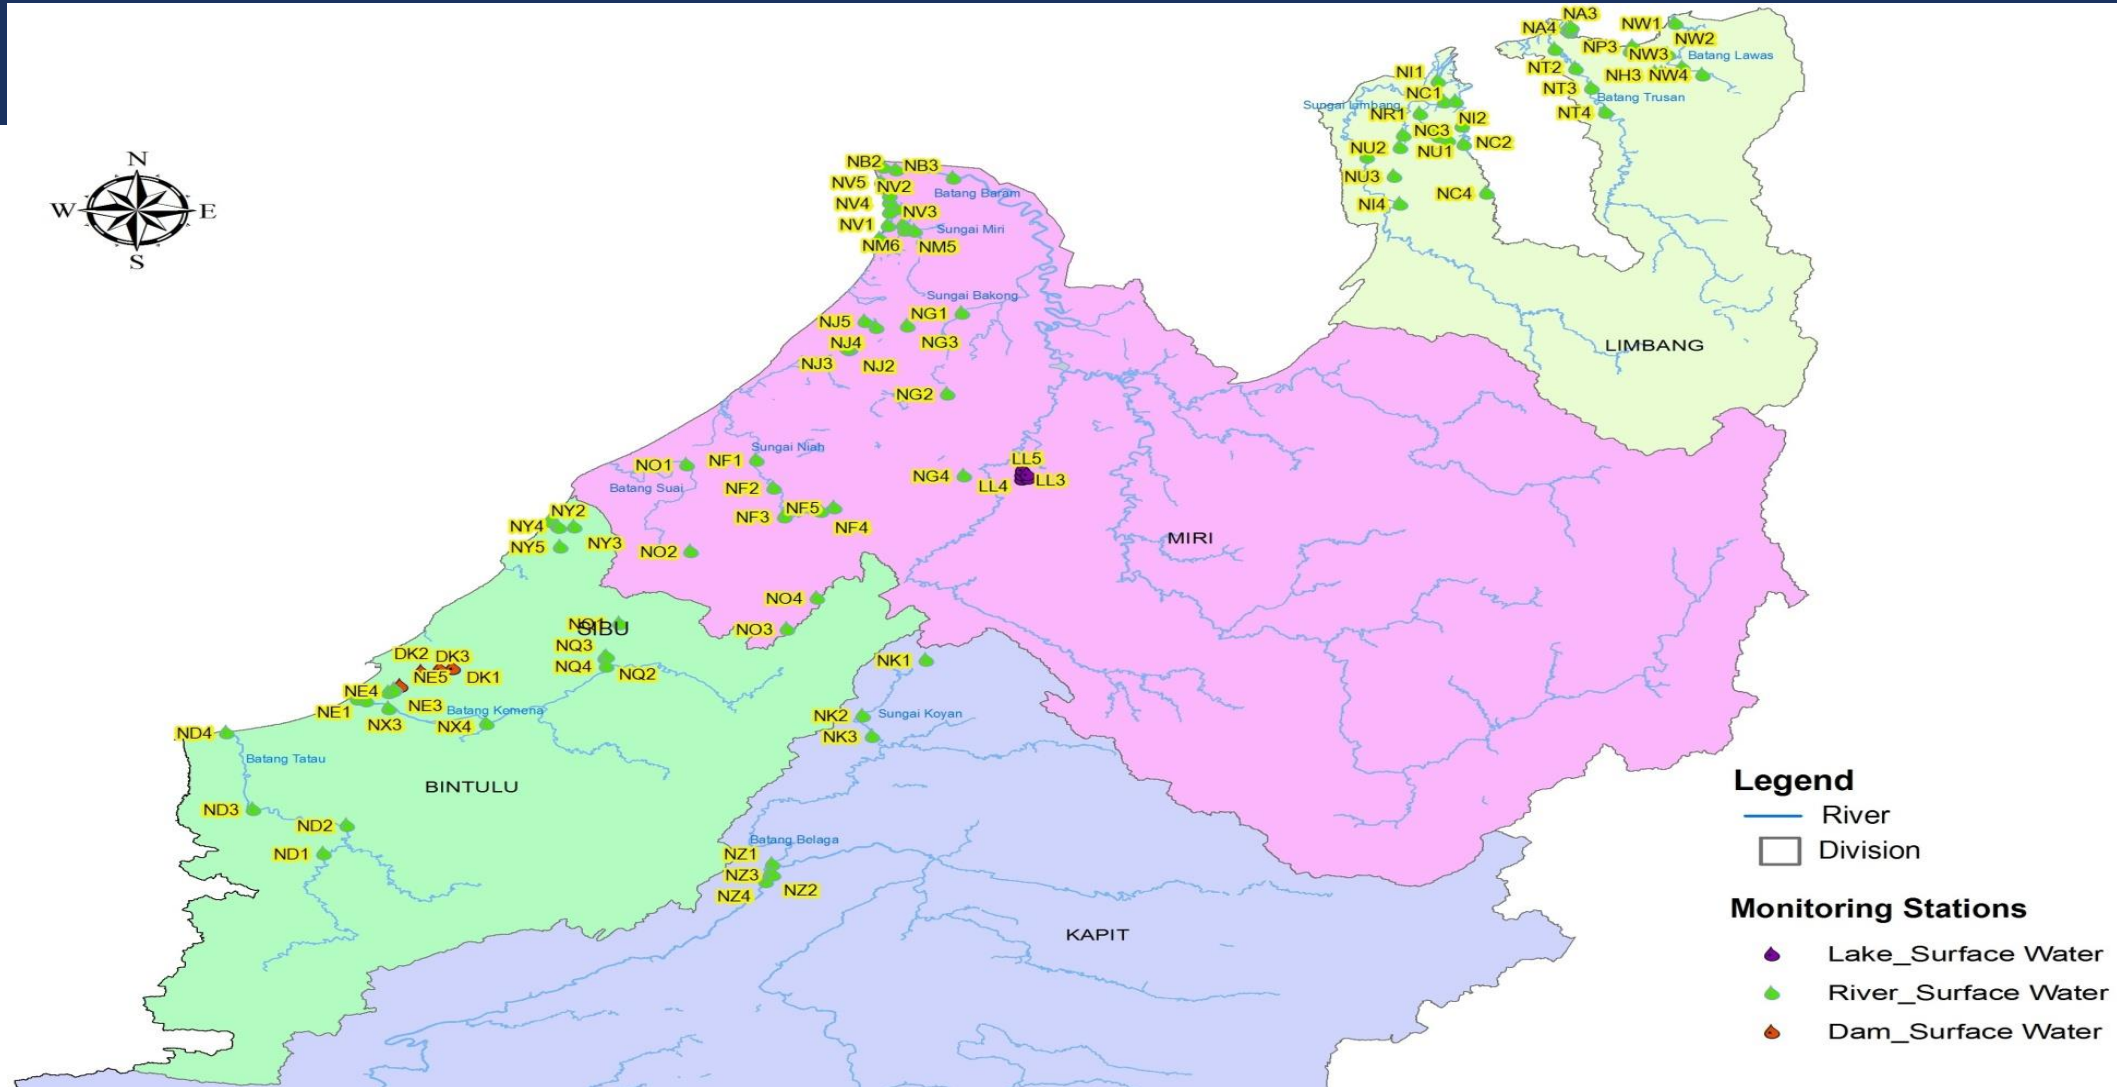 NA3
NA4
NW1
NW2
NP3
NW3
Batang Lawas
NT2
NH3
NW4
NT3
Batang Trusan
NT4
NI1
NC1
Sungai Limbang
NR1
NI2
NC3
NC2
NU2
NU1
NU3
NC4
NI4
N
W
E
S
NB2
NB3
NV5
NV2
Batang Baram
NV4
NV3
NV1
Sungai Miri
NM6
NM5
Sungai Bakong
NG1
NJ5
NJ4
NG3
NJ3
NJ2
NG2
LIMBANG
Sungai Niah
NO1
NF1
LL5
NG4
LL4
LL3
Batang Suai
NF2
NF5
NF3
NF4
NY2
NY4
NY3
NY5
NO2
MIRI
NO4
NO3
NQ1
SIBU
NQ3
NQ4
NQ2
DK2
DK3
NE5
DK1
NE4
NE3
NE1
NX3
Batang Kemena
NX4
NK1
NK2
Sungai Koyan
NK3
ND4
Batang Tatau
BINTULU
ND3
ND2
ND1
Batang Belaga
NZ1
NZ3
NZ2
NZ4
KAPIT
Legend
River
Division
Monitoring Stations
Lake_Surface Water
River_Surface Water
Dam_Surface Water